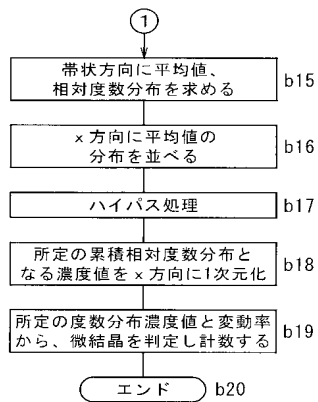 1
帯状方向に平均値、
相対度数分布を求める
b15
x方向に平均値の
分布を並べる
b16
ハイパス処理
b17
所定の累積相対度数分布と
なる濃度値をx方向に1次元化
b18
所定の度数分布濃度値と変動率
から、微結晶を判定し計数する
b19
エンド
b20